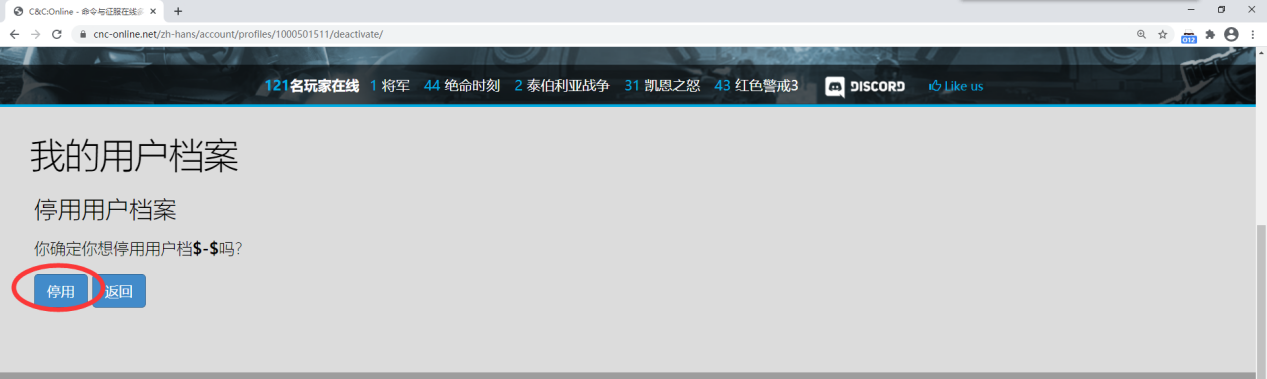 C&C:Online - 命令与征服在线
cnc-online.net/zh-hans/account/profiles/1000501511/deactivate/
012
121名玩家在线 1 将军 44 绝命时刻 2 泰伯利亚战争 31 凯恩之怒 43 红色警戒3 DISCORD Like us
我的用户档案
停用用户档案
你确定你想停用用户档$-$吗?
停用 返回